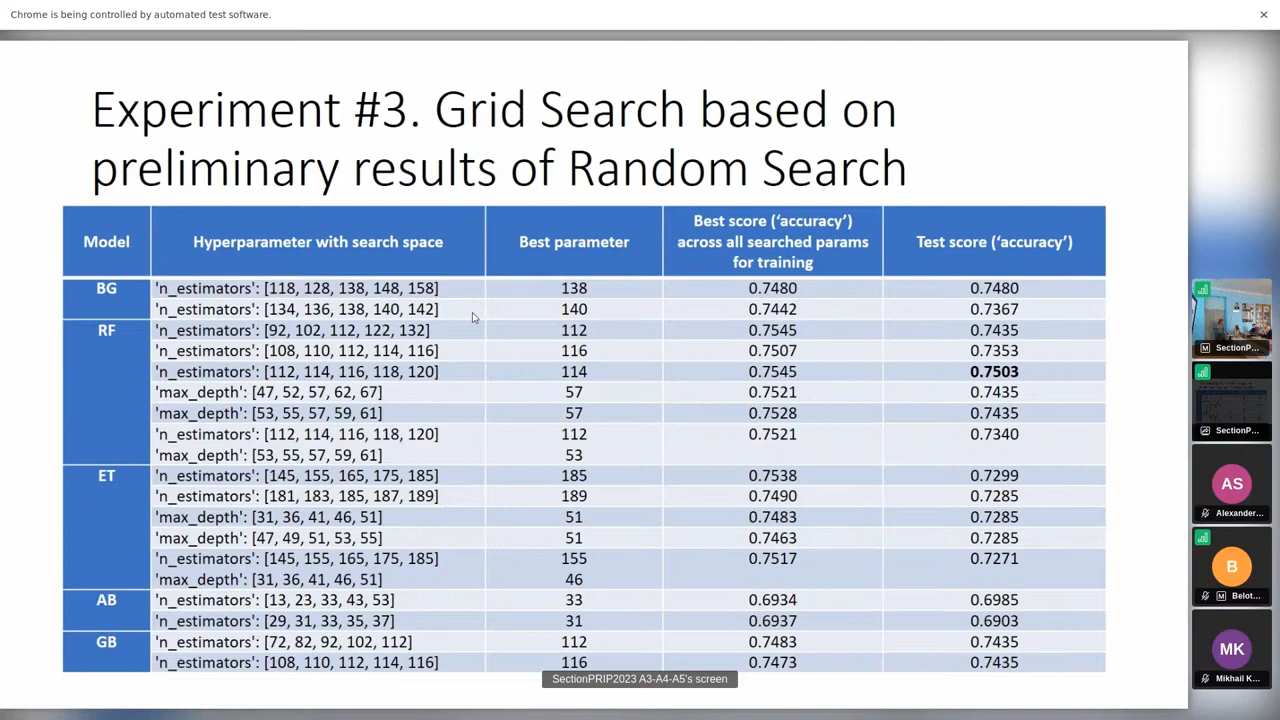 Chrome is being controlled by automated test software.
Experiment #3. Grid Search based on
preliminary results of Random Search
Model Hyperparameter with search space Best parameter Best score ('accuracy') across all searched params for training Test score ('accuracy')
BG 'n_estimators': [118, 128, 138, 148, 158] 138 0.7480 0.7480
'n_estimators': [134, 136, 138, 140, 142] 140 0.7442 0.7367
RF 'n_estimators': [92, 102, 112, 122, 132] 112 0.7545 0.7435
'n_estimators': [108, 110, 112, 114, 116] 116 0.7507 0.7353
'n_estimators': [112, 114, 116, 118, 120] 114 0.7545 0.7503
'max_depth': [47, 52, 57, 62, 67] 57 0.7521 0.7435
'max_depth': [53, 55, 57, 59, 61] 57 0.7528 0.7435
'n_estimators': [112, 114, 116, 118, 120] 112 0.7521 0.7340
'max_depth': [53, 55, 57, 59, 61] 53
ET 'n_estimators': [145, 155, 165, 175, 185] 185 0.7538 0.7299
'n_estimators': [181, 183, 185, 187, 189] 189 0.7490 0.7285
'max_depth': [31, 36, 41, 46, 51] 51 0.7483 0.7285
'max_depth': [47, 49, 51, 53, 55] 51 0.7463 0.7285
'n_estimators': [145, 155, 165, 175, 185] 155 0.7517 0.7271
'max_depth': [31, 36, 41, 46, 51] 46
AB 'n_estimators': [13, 23, 33, 43, 53] 33 0.6934 0.6985
'n_estimators': [29, 31, 33, 35, 37] 31 0.6937 0.6903
GB 'n_estimators': [72, 82, 92, 102, 112] 112 0.7483 0.7435
'n_estimators': [108, 110, 112, 114, 116] 116 0.7473 0.7435
SectionPRIP2023 A3-A4-A5's screen
M SectionP...
SectionP...
AS
Alexander...
B
M Belot...
MK
Mikhail K...